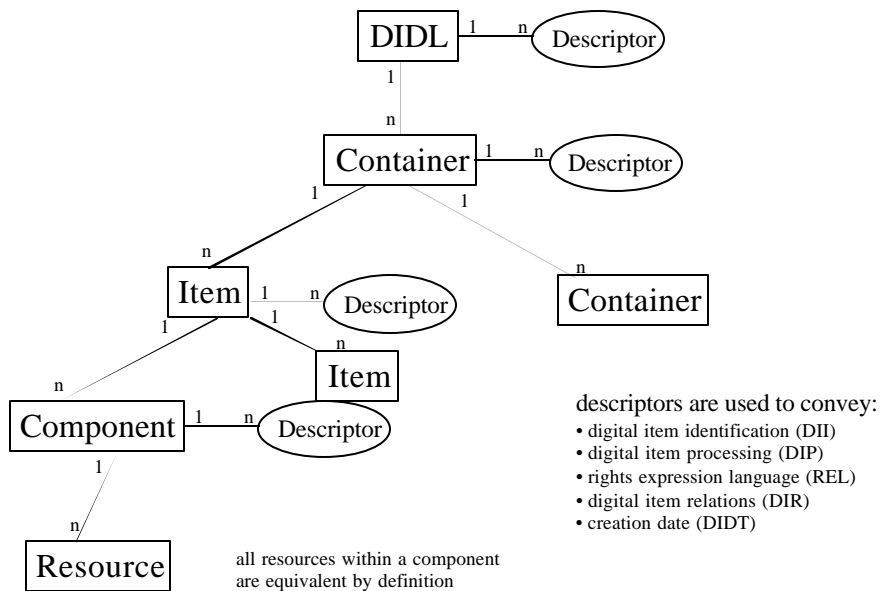 DIDL 1 n Descriptor
1
n
Container 1 n Descriptor
1 1
n n
Item 1 n Descriptor Container
1 1
n
Item
n
Component 1 n Descriptor
1
n
Resource
descriptors are used to convey:
• digital item identification (DII)
• digital item processing (DIP)
• rights expression language (REL)
• digital item relations (DIR)
• creation date (DIDT)
all resources within a component
are equivalent by definition